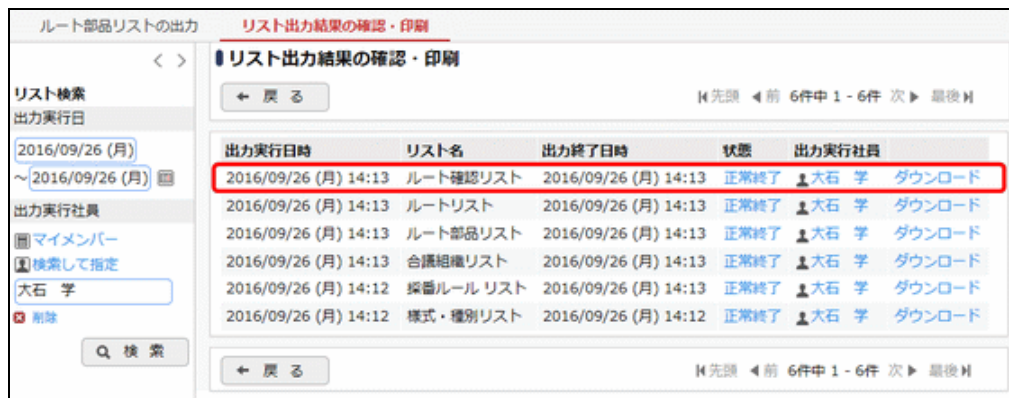 ルート部品リストの出力 リスト出力結果の確認・印刷
リスト検索
出力実行日
2016/09/26 (月)
～2016/09/26 (月)
出力実行社員
マイメンバー
検索して指定
大石 学
削除
検 索
リスト出力結果の確認・印刷
戻 る 先頭 前 6件中 1 - 6件 次 最後
出力実行日時 リスト名 出力終了日時 状態 出力実行社員
2016/09/26 (月) 14:13 ルート確認リスト 2016/09/26 (月) 14:13 正常終了 大石 学 ダウンロード
2016/09/26 (月) 14:13 ルートリスト 2016/09/26 (月) 14:13 正常終了 大石 学 ダウンロード
2016/09/26 (月) 14:13 ルート部品リスト 2016/09/26 (月) 14:13 正常終了 大石 学 ダウンロード
2016/09/26 (月) 14:13 合議組織リスト 2016/09/26 (月) 14:13 正常終了 大石 学 ダウンロード
2016/09/26 (月) 14:12 採番ルール リスト 2016/09/26 (月) 14:13 正常終了 大石 学 ダウンロード
2016/09/26 (月) 14:12 様式・種別リスト 2016/09/26 (月) 14:12 正常終了 大石 学 ダウンロード
戻 る 先頭 前 6件中 1 - 6件 次 最後